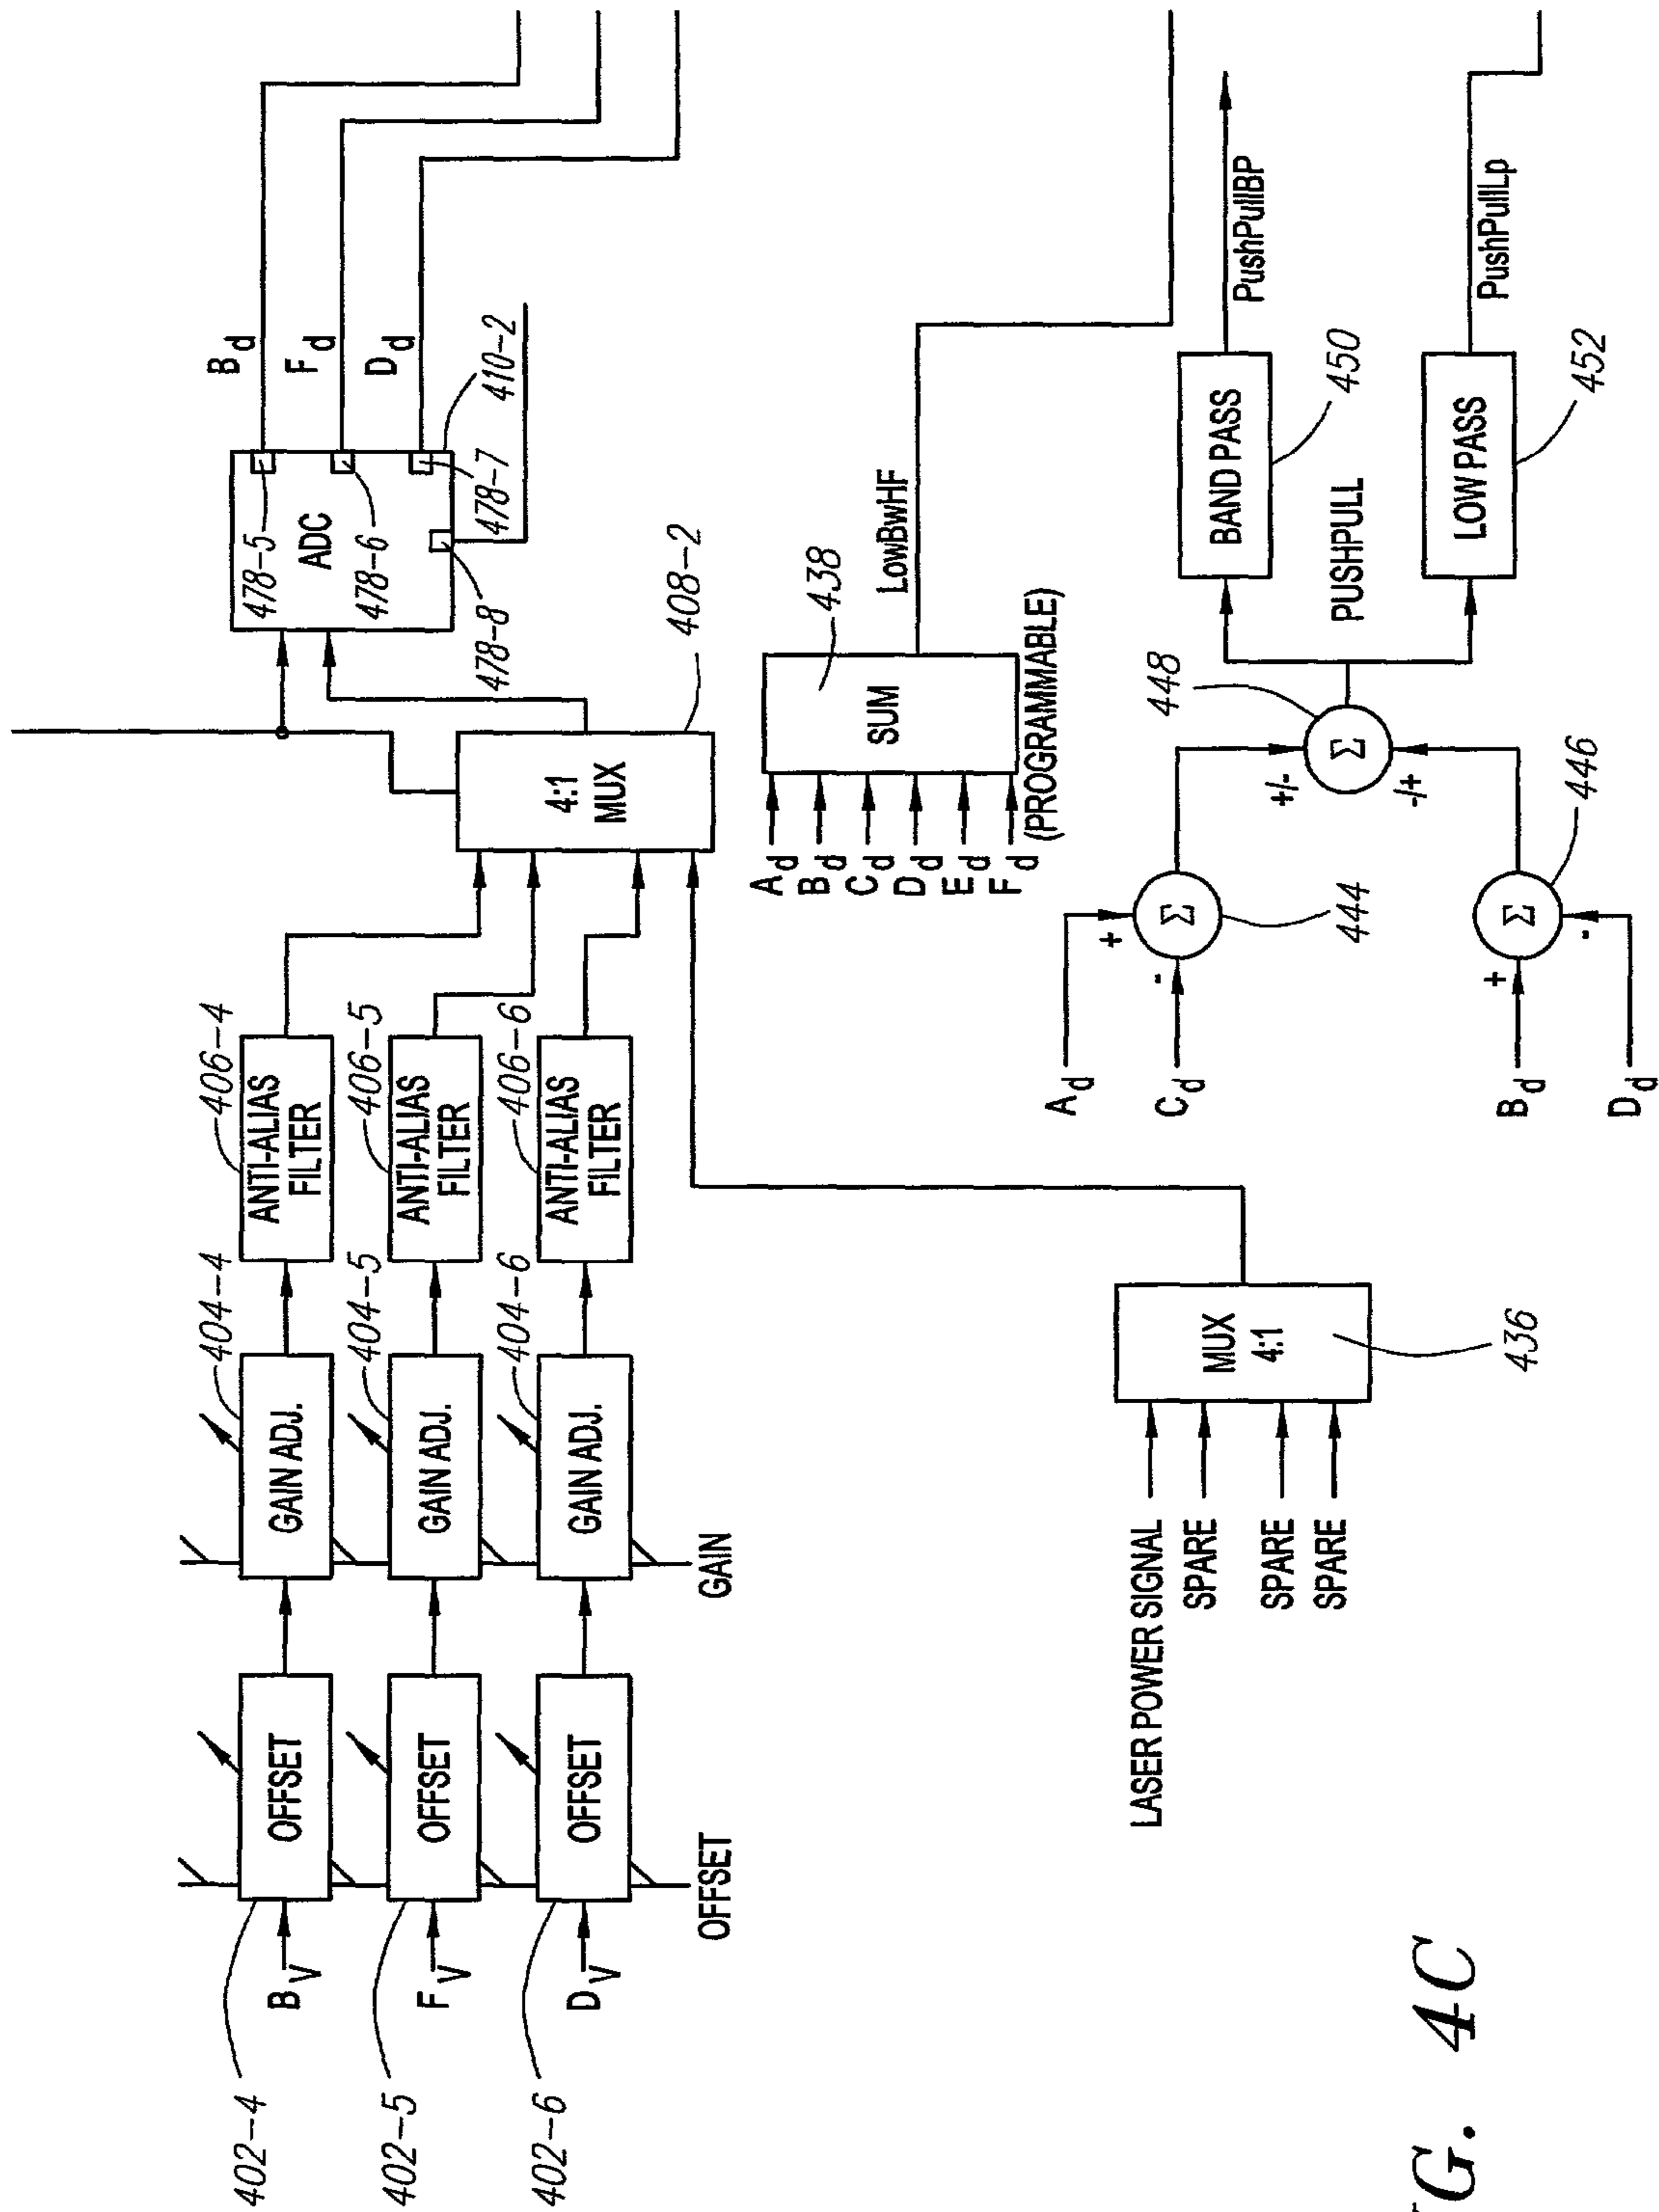 402-4
B_V
OFFSET
404-4
GAIN ADJ.
406-4
ANTI-ALIAS
FILTER
402-5
F_V
OFFSET
404-5
GAIN ADJ.
406-5
ANTI-ALIAS
FILTER
402-6
D_V
OFFSET
404-6
GAIN ADJ.
406-6
ANTI-ALIAS
FILTER
OFFSET
GAIN
4:1
MUX
408-2
ADC
478-5
478-6
478-8
478-7
410-2
B_d
F_d
D_d
LASER POWER SIGNAL
SPARE
SPARE
SPARE
MUX
4:1
436
A_d
B_d
C_d
D_d
E_d
F_d
(PROGRAMMABLE)
SUM
438
LowBwHF
A_d
C_d
+
-
Σ
444
B_d
D_d
+
-
Σ
446
+/-
-/+
Σ
448
PUSHPULL
BAND PASS
450
PushPullBP
LOW PASS
452
PushPullLp
G. 4C